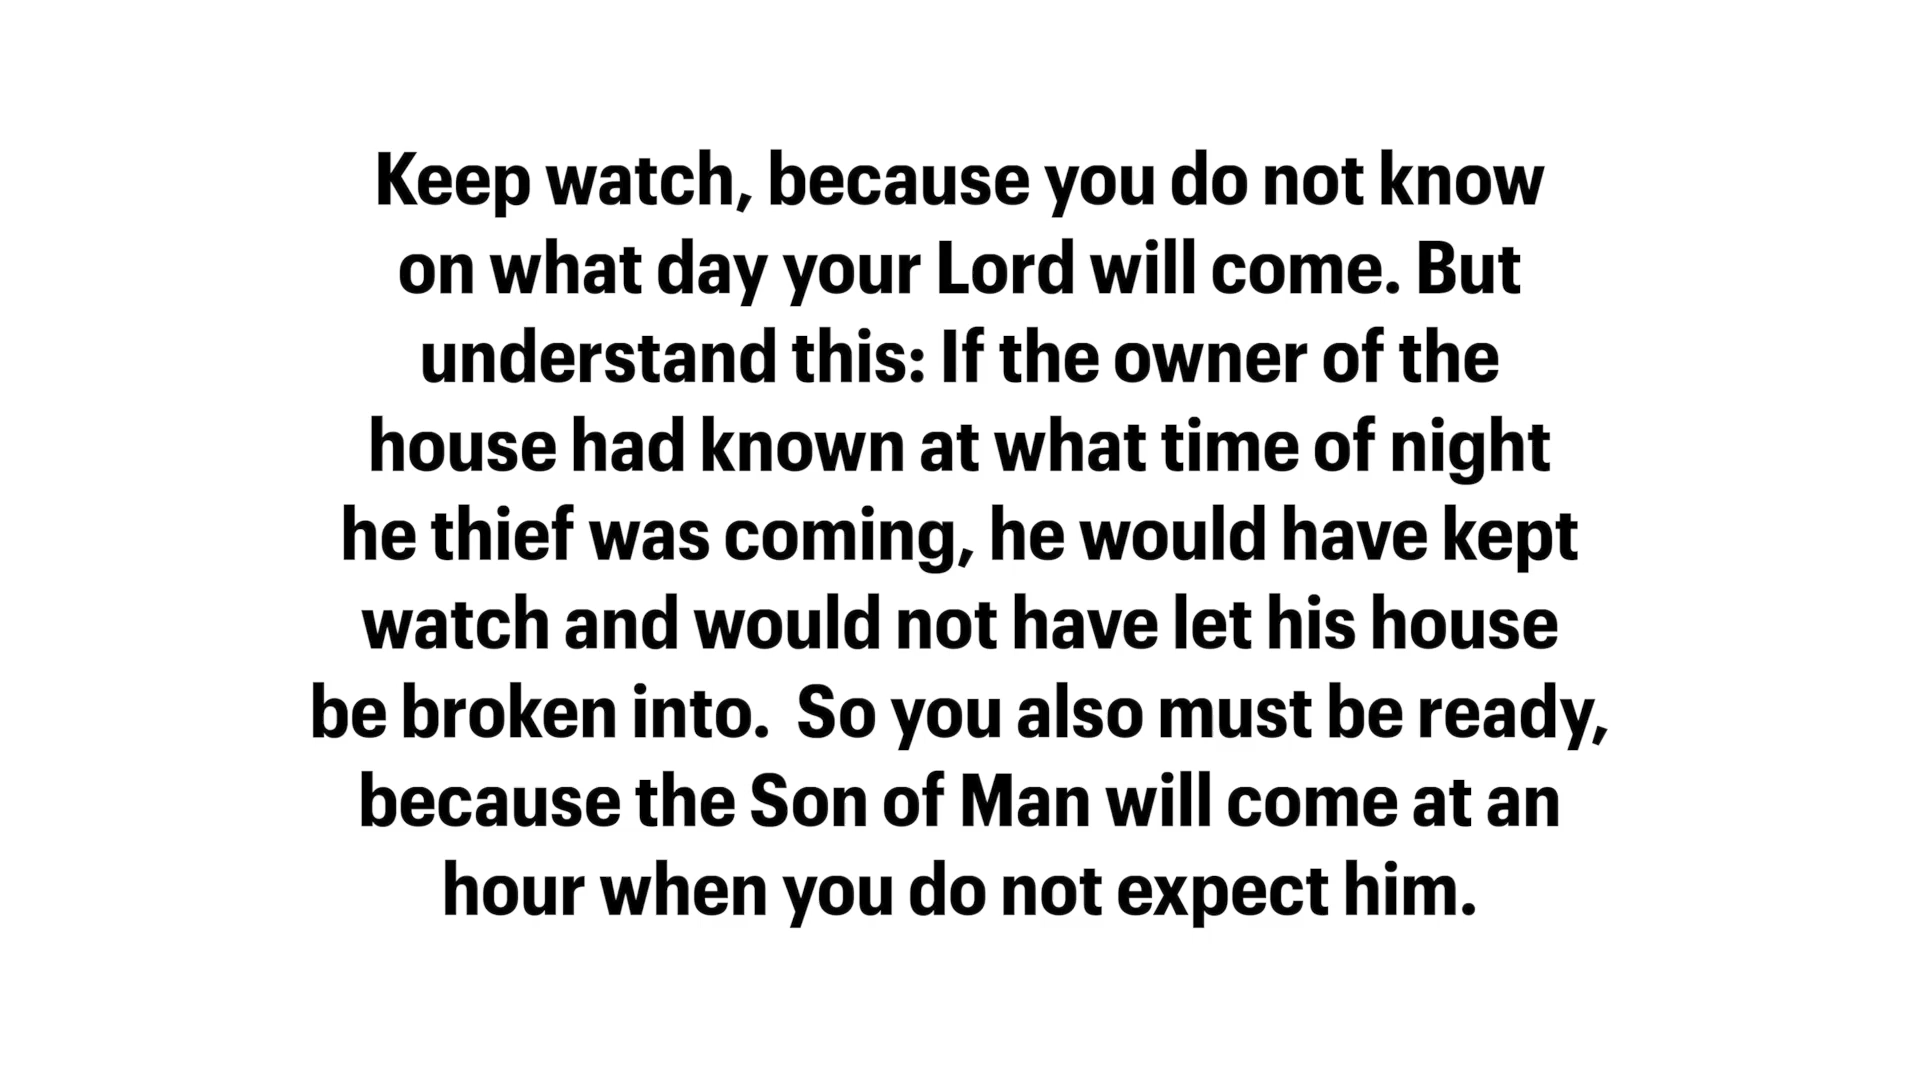 Keep watch, because you do not know
on what day your Lord will come. But
understand this: If the owner of the
house had known at what time of night
he thief was coming, he would have kept
watch and would not have let his house
be broken into.  So you also must be ready,
because the Son of Man will come at an
hour when you do not expect him.